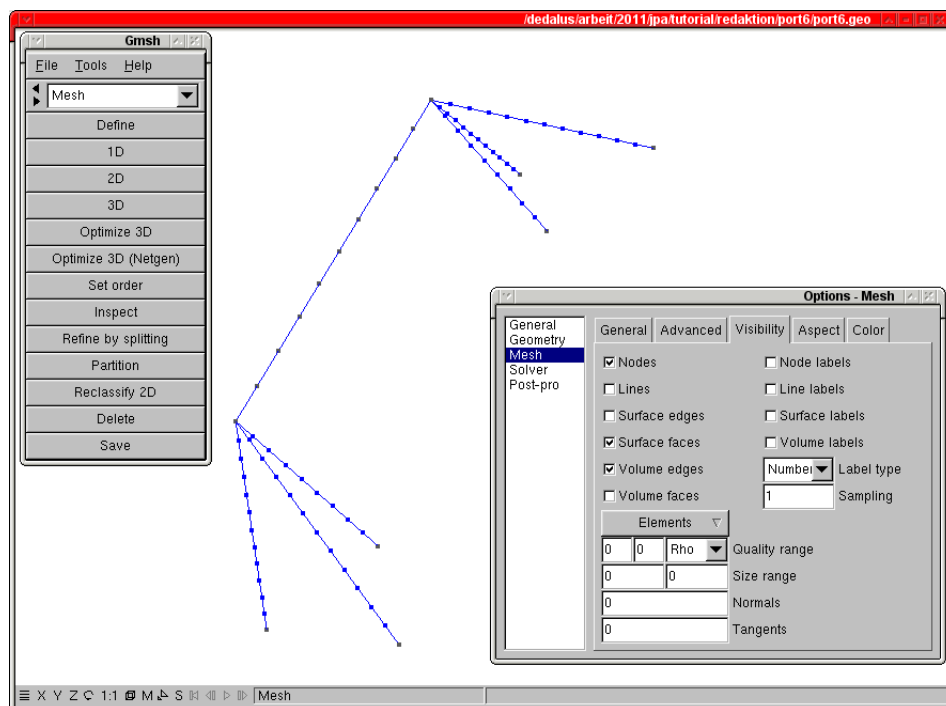 /dedalus/arbeit/2011/jpa/tutorial/redaktion/port6/port6.geo
Gmsh
File Tools Help
Mesh
Define
1D
2D
3D
Optimize 3D
Optimize 3D (Netgen)
Set order
Inspect
Refine by splitting
Partition
Reclassify 2D
Delete
Save
Options - Mesh
General
Geometry
Mesh
Solver
Post-pro
General Advanced Visibility Aspect Color
Nodes Node labels
Lines Line labels
Surface edges Surface labels
Surface faces Volume labels
Volume edges Number Label type
Volume faces 1 Sampling
Elements
0 0 Rho Quality range
0 0 Size range
0 Normals
0 Tangents
X Y Z 1:1 M S Mesh